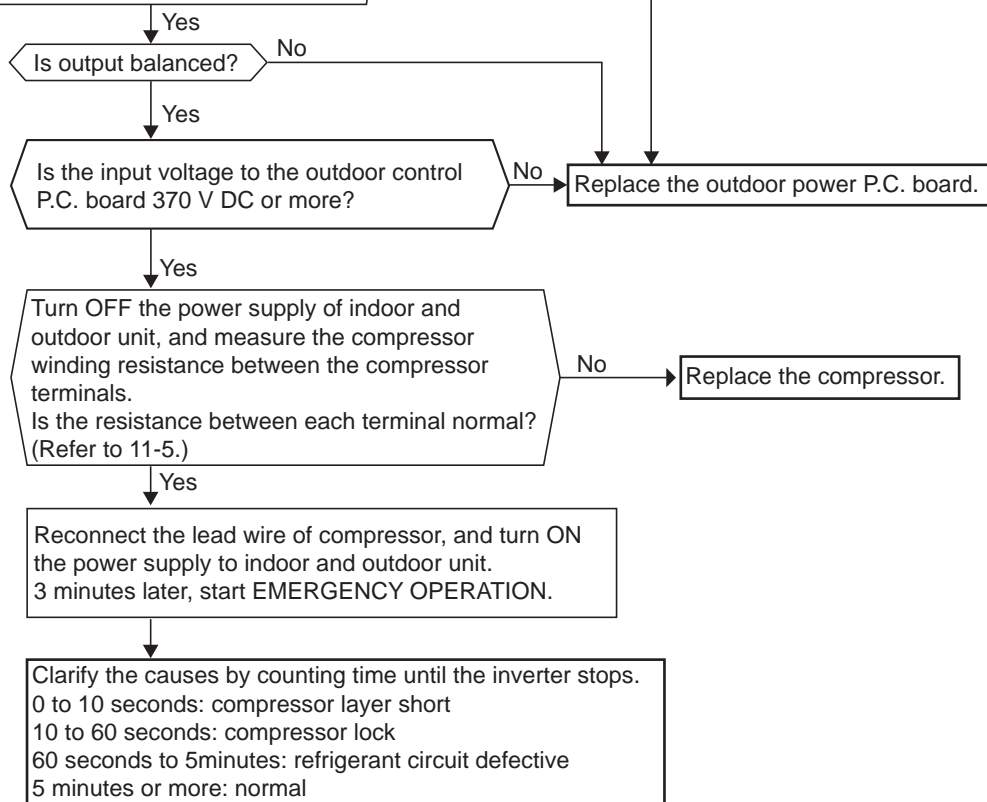 Yes
Is output balanced?
No
Yes
Is the input voltage to the outdoor control
P.C. board 370 V DC or more?
No
Replace the outdoor power P.C. board.
Yes
Turn OFF the power supply of indoor and
outdoor unit, and measure the compressor
winding resistance between the compressor
terminals.
Is the resistance between each terminal normal?
(Refer to 11-5.)
No
Replace the compressor.
Yes
Reconnect the lead wire of compressor, and turn ON
the power supply to indoor and outdoor unit.
3 minutes later, start EMERGENCY OPERATION.
Clarify the causes by counting time until the inverter stops.
0 to 10 seconds: compressor layer short
10 to 60 seconds: compressor lock
60 seconds to 5minutes: refrigerant circuit defective
5 minutes or more: normal